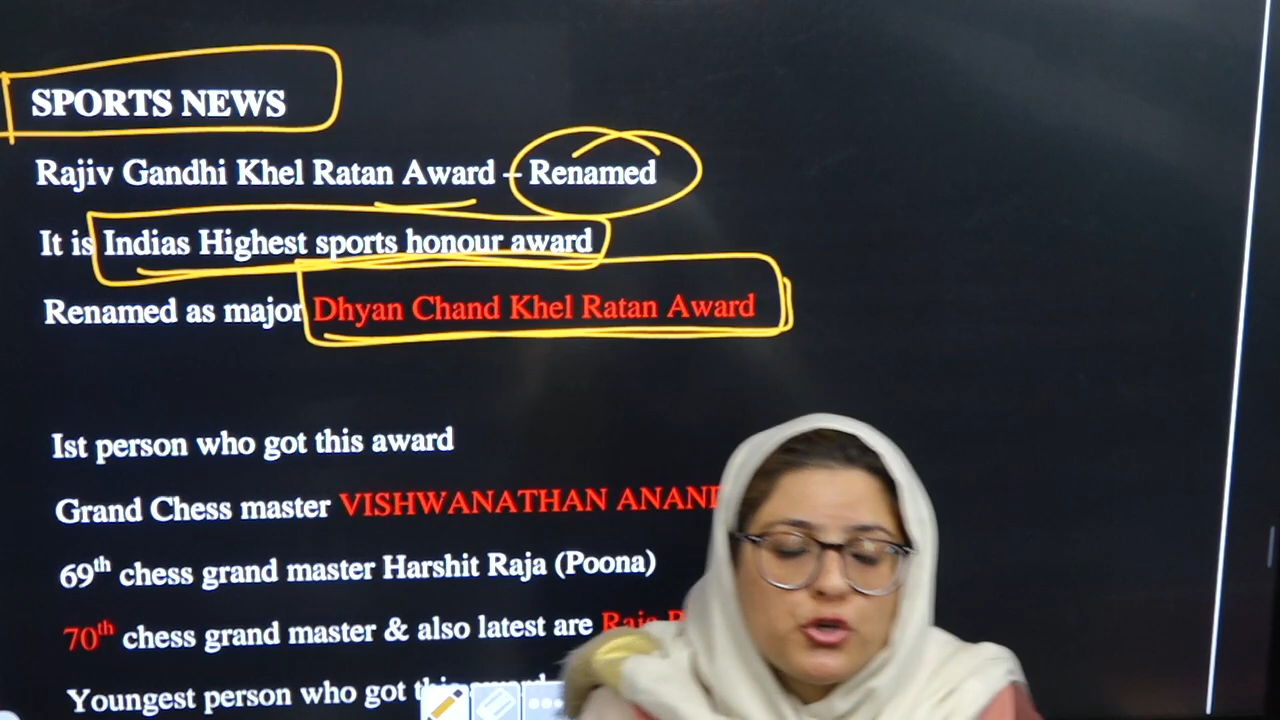 SPORTS NEWS
Rajiv Gandhi Khel Ratan Award – Renamed
It is Indias Highest sports honour award
Renamed as major Dhyan Chand Khel Ratan Award
Ist person who got this award
Grand Chess master VISHWANATHAN ANAND
69th chess grand master Harshit Raja (Poona)
70th chess grand master & also latest are Raja
Youngest person who got